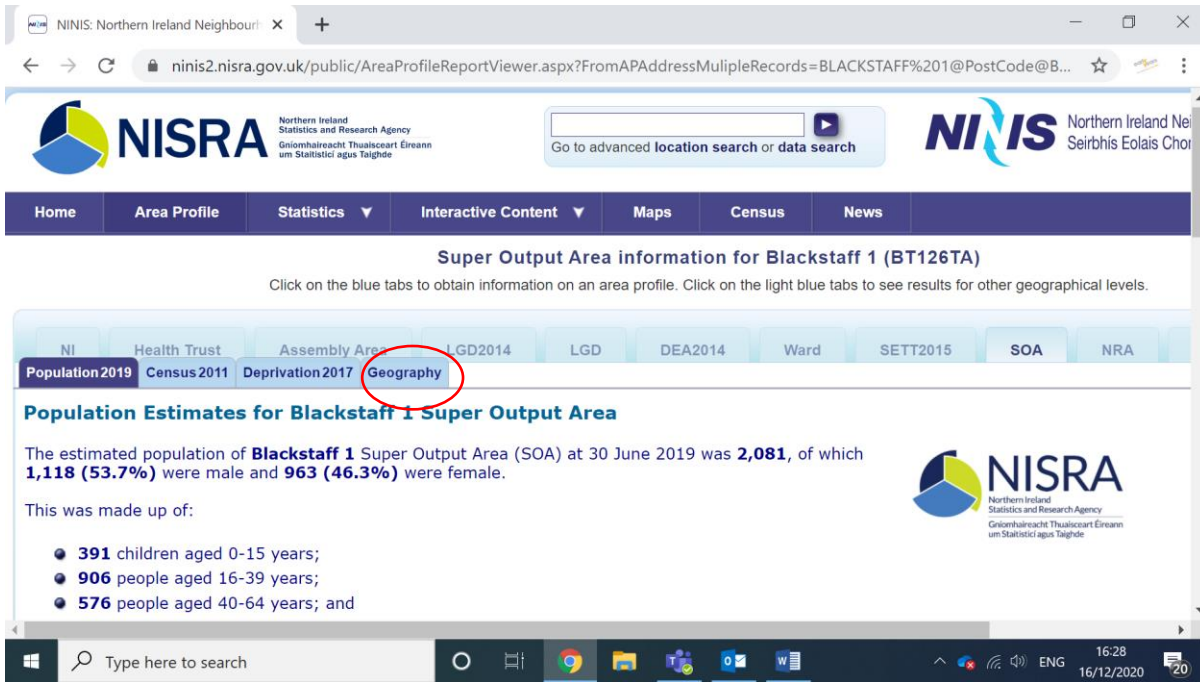 NINIS: Northern Ireland Neighbourh
ninis2.nisra.gov.uk/public/AreaProfileReportViewer.aspx?FromAPAddressMulipleRecords=BLACKSTAFF%201@PostCode@B...
NISRA
Northern Ireland
Statistics and Research Agency
Gníomhaireacht Thuaisceart Éireann
um Staitisticí agus Taighde
Go to advanced location search or data search
NINIS
Northern Ireland Nei
Seirbhís Eolais Chor
Home Area Profile Statistics Interactive Content Maps Census News
Super Output Area information for Blackstaff 1 (BT126TA)
Click on the blue tabs to obtain information on an area profile. Click on the light blue tabs to see results for other geographical levels.
NI Health Trust Assembly Area LGD2014 LGD DEA2014 Ward SETT2015 SOA NRA
Population 2019 Census 2011 Deprivation 2017 Geography
Population Estimates for Blackstaff 1 Super Output Area
The estimated population of Blackstaff 1 Super Output Area (SOA) at 30 June 2019 was 2,081, of which
1,118 (53.7%) were male and 963 (46.3%) were female.
This was made up of:
391 children aged 0-15 years;
906 people aged 16-39 years;
576 people aged 40-64 years; and
NISRA
Northern Ireland
Statistics and Research Agency
Gníomhaireacht Thuaisceart Éireann
um Staitisticí agus Taighde
Type here to search
ENG
16:28
16/12/2020
20